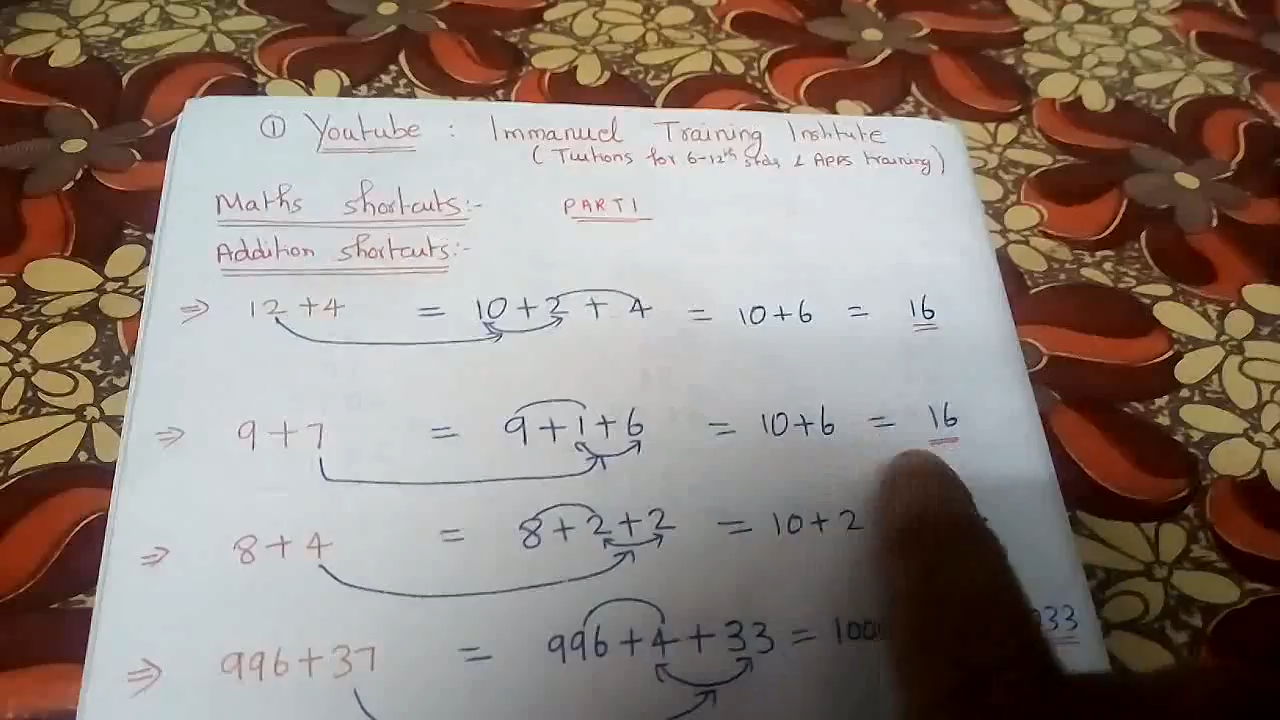 ① Youtube : Immanuel Training Institute
(Tuitions for 6-12th stds & APPS training)
Maths shortcuts:- PART 1
Addition shortcuts:-
⇒ 12 + 4 = 10 + 2 + 4 = 10 + 6 = 16
⇒ 9 + 7 = 9 + 1 + 6 = 10 + 6 = 16
⇒ 8 + 4 = 8 + 2 + 2 = 10 + 2
⇒ 996 + 37 = 996 + 4 + 33 = 100 033